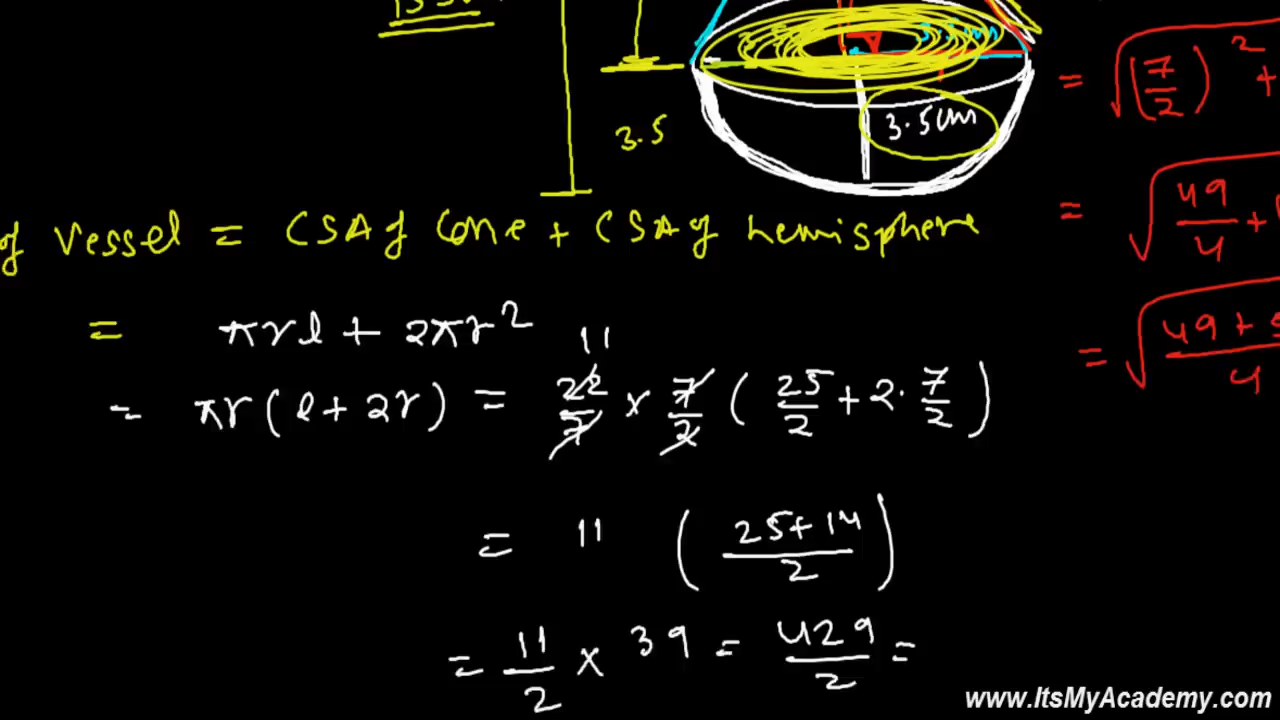 3.5 cm
3.5
of vessel = CSA of Cone + CSA of hemisphere
= πrl + 2πr²
= πr(l + 2r) = 22/7 × 7/2 (25/2 + 2·7/2)
11
= 11 ((25+14)/2)
= 11/2 × 39 = 429/2 =
= √(7/2)² +
= √49/4 +
= √49 +
4
www.ItsMyAcademy.com